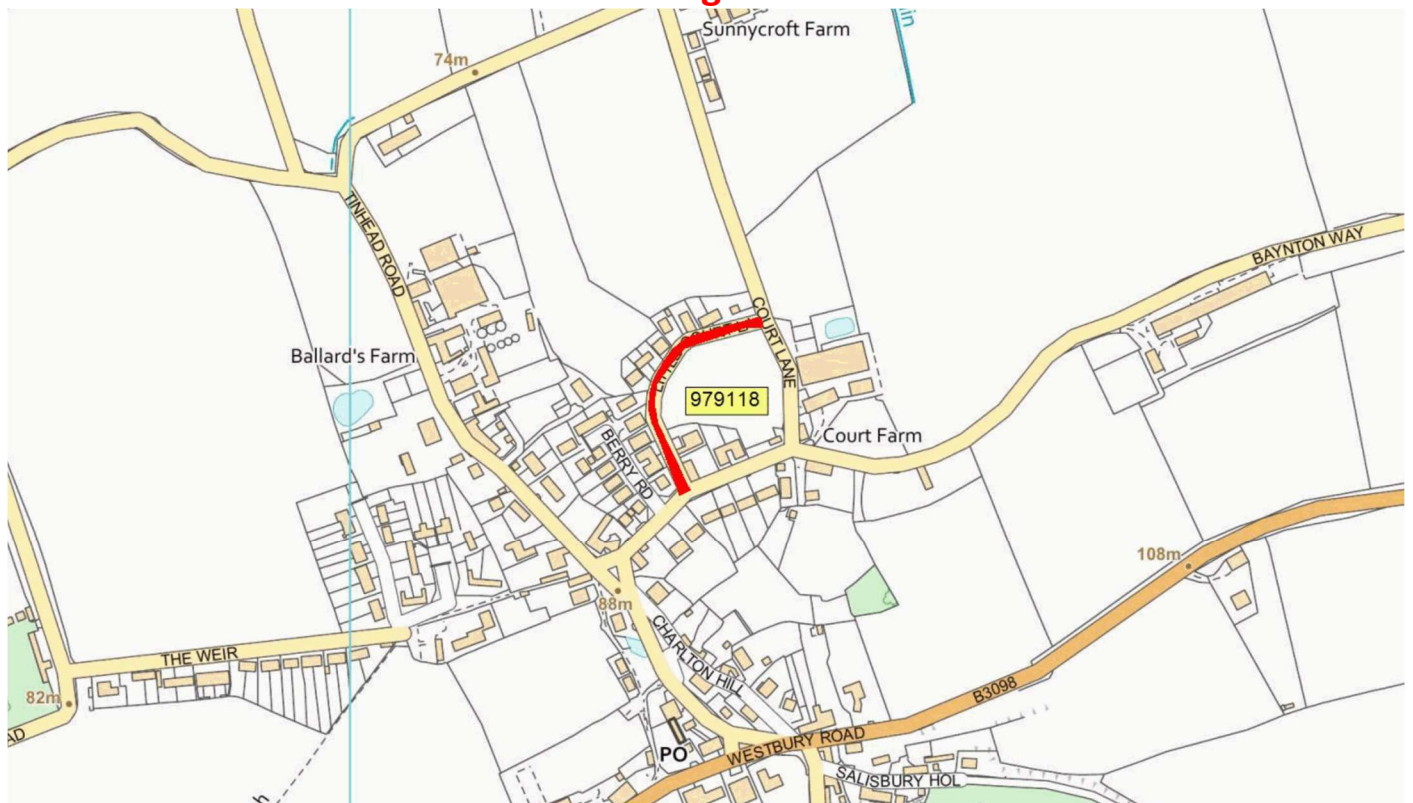 Sunnycroft Farm
74m
TINHEAD ROAD
BAYNTON WAY
COURT LANE
Ballard's Farm
979118
Court Farm
BERRY RD
108m
88m
CHARLTON HILL
THE WEIR
82m
B3098
WESTBURY ROAD
PO
SALISBURY HOL